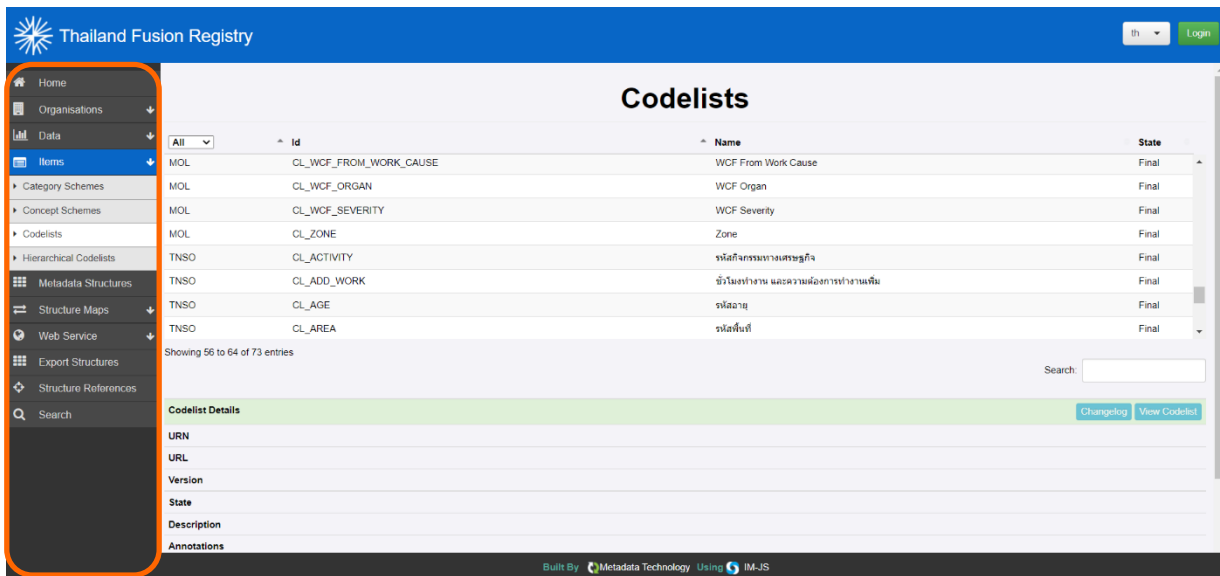 Thailand Fusion Registry
th
Login
Home
Organisations
Data
Items
Category Schemes
Concept Schemes
Codelists
Hierarchical Codelists
Metadata Structures
Structure Maps
Web Service
Export Structures
Structure References
Search
Codelists
All Id Name State
MOL CL_WCF_FROM_WORK_CAUSE WCF From Work Cause Final
MOL CL_WCF_ORGAN WCF Organ Final
MOL CL_WCF_SEVERITY WCF Severity Final
MOL CL_ZONE Zone Final
TNSO CL_ACTIVITY รหัสกิจกรรมทางเศรษฐกิจ Final
TNSO CL_ADD_WORK ชั่วโมงทำงาน และความต้องการทำงานเพิ่ม Final
TNSO CL_AGE รหัสอายุ Final
TNSO CL_AREA รหัสพื้นที่ Final
Showing 56 to 64 of 73 entries
Search:
Codelist Details Changelog View Codelist
URN
URL
Version
State
Description
Annotations
Built By Metadata Technology Using IM-JS